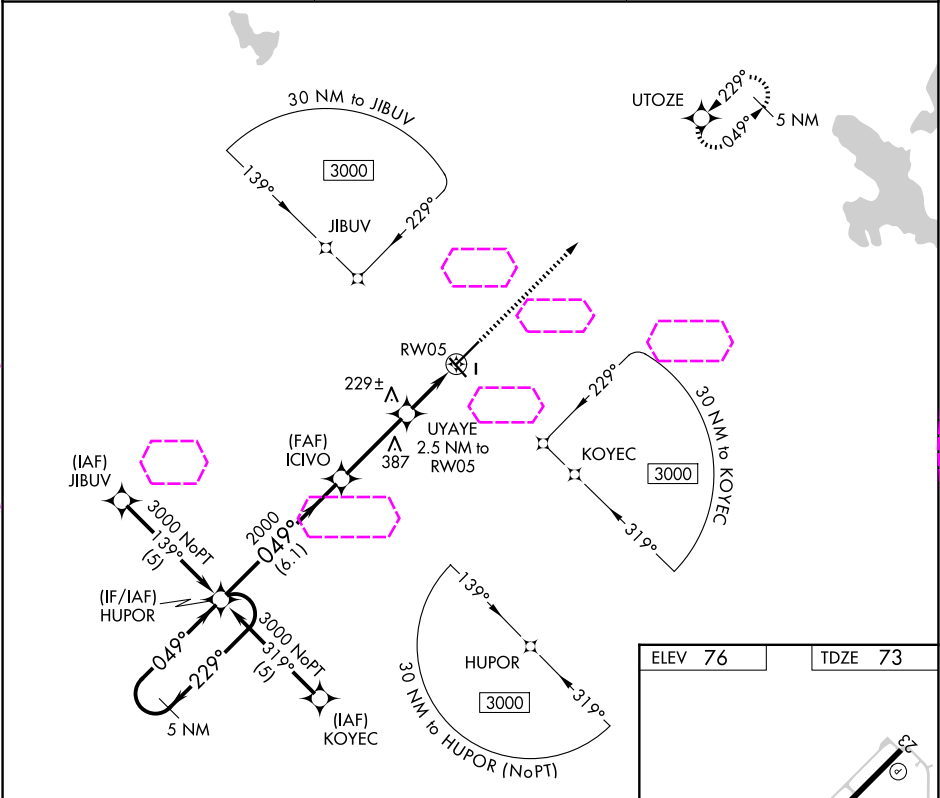 30 NM to JIBUV
3000
139°
229°
JIBUV
UTOZE
229°
049°
5 NM
RW05
229±
387
UYAYE
2.5 NM to
RW05
(FAF)
ICIVO
229°
30 NM to KOYEC
KOYEC
3000
319°
(IAF)
JIBUV
3000 NoPT
139°
(5)
2000
049°
(6.1)
(IF/IAF)
HUPOR
3000 NoPT
319°
(5)
049°
229°
5 NM
(IAF)
KOYEC
139°
HUPOR
3000
319°
30 NM to HUPOR (NoPT)
ELEV 76
TDZE 73
23
P